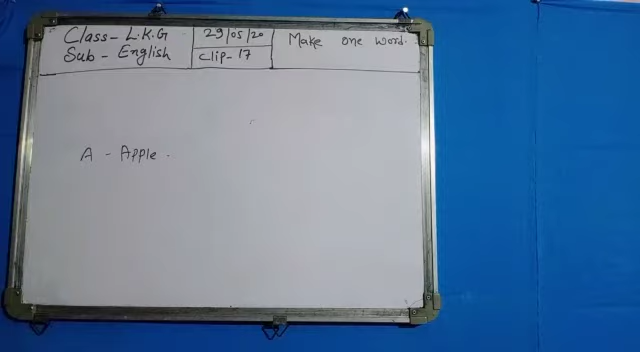 Class- L.K.G
Sub - English
29/05/20
Clip- 17
Make one word.
A - Apple.